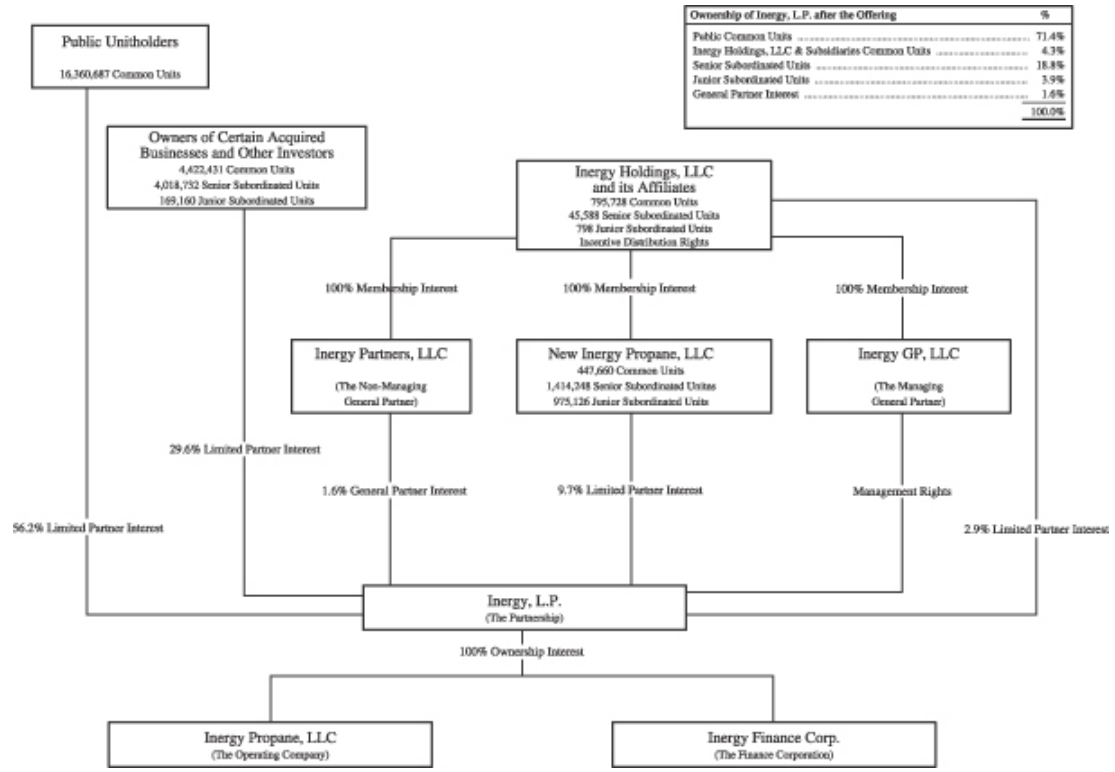 Ownership of Inergy, L.P. after the Offering %
Public Common Units 71.4%
Inergy Holdings, LLC & Subsidiaries Common Units 4.3%
Senior Subordinated Units 18.8%
Junior Subordinated Units 3.9%
General Partner Interest 1.6%
100.0%
Public Unitholders
16,360,687 Common Units
Owners of Certain Acquired
Businesses and Other Investors
4,422,431 Common Units
4,018,732 Senior Subordinated Units
169,160 Junior Subordinated Units
Inergy Holdings, LLC
and its Affiliates
795,728 Common Units
45,588 Senior Subordinated Units
798 Junior Subordinated Units
Incentive Distribution Rights
100% Membership Interest
100% Membership Interest
100% Membership Interest
Inergy Partners, LLC
(The Non-Managing
General Partner)
New Inergy Propane, LLC
447,660 Common Units
1,414,248 Senior Subordinated Unitss
975,126 Junior Subordinated Units
Inergy GP, LLC
(The Managing
General Partner)
29.6% Limited Partner Interest
1.6% General Partner Interest
9.7% Limited Partner Interest
Management Rights
56.2% Limited Partner Interest
2.9% Limited Partner Interest
Inergy, L.P.
(The Partnership)
100% Ownership Interest
Inergy Propane, LLC
(The Operating Company)
Inergy Finance Corp.
(The Finance Corporation)